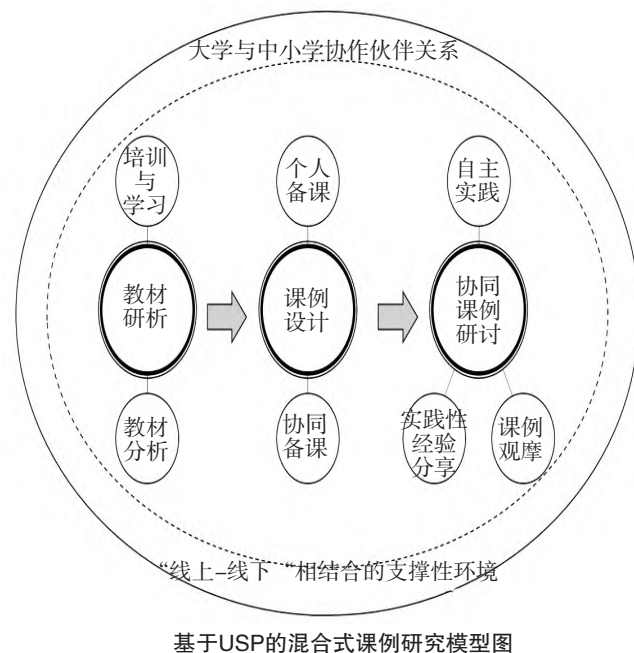 大学与中小学协作伙伴关系
培训
与
学习
个人
备课
自主
实践
教材
研析
课例
设计
协同
课例
研讨
教材
分析
协同
备课
实践性
经验
分享
课例
观摩
“线上-线下“相结合的支撑性环境
基于USP的混合式课例研究模型图